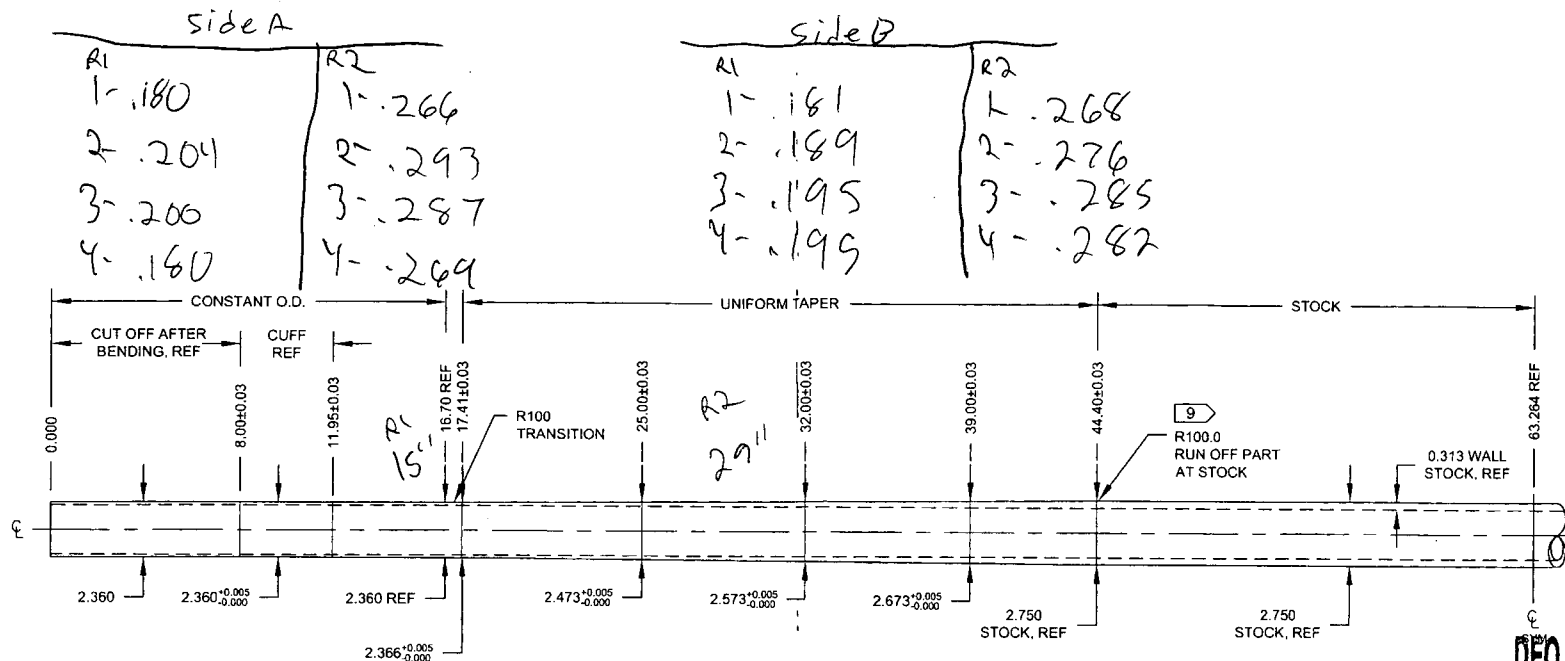 side A
R1 R2
1- .180 1- .266
2- .204 2- .293
3- .200 3- .287
4- .180 4- .269
side B
R1 R2
1- .181 1- .268
2- .189 2- .276
3- .195 3- .285
4- .195 4- .282
CONSTANT O.D. UNIFORM TAPER STOCK
CUT OFF AFTER
BENDING, REF
CUFF
REF
0.000
8.00±0.03
11.95±0.03
R1
15"
16.70 REF
17.41±0.03
R100
TRANSITION
25.00±0.03
R2
29"
32.00±0.03
39.00±0.03
44.40±0.03
9
R100.0
RUN OFF PART
AT STOCK
0.313 WALL
STOCK, REF
63.264 REF
℄
2.360
2.360 +0.005 -0.000
2.360 REF
2.366 +0.005 -0.000
2.473 +0.005 -0.000
2.573 +0.005 -0.000
2.673 +0.005 -0.000
2.750
STOCK, REF
2.750
STOCK, REF
℄